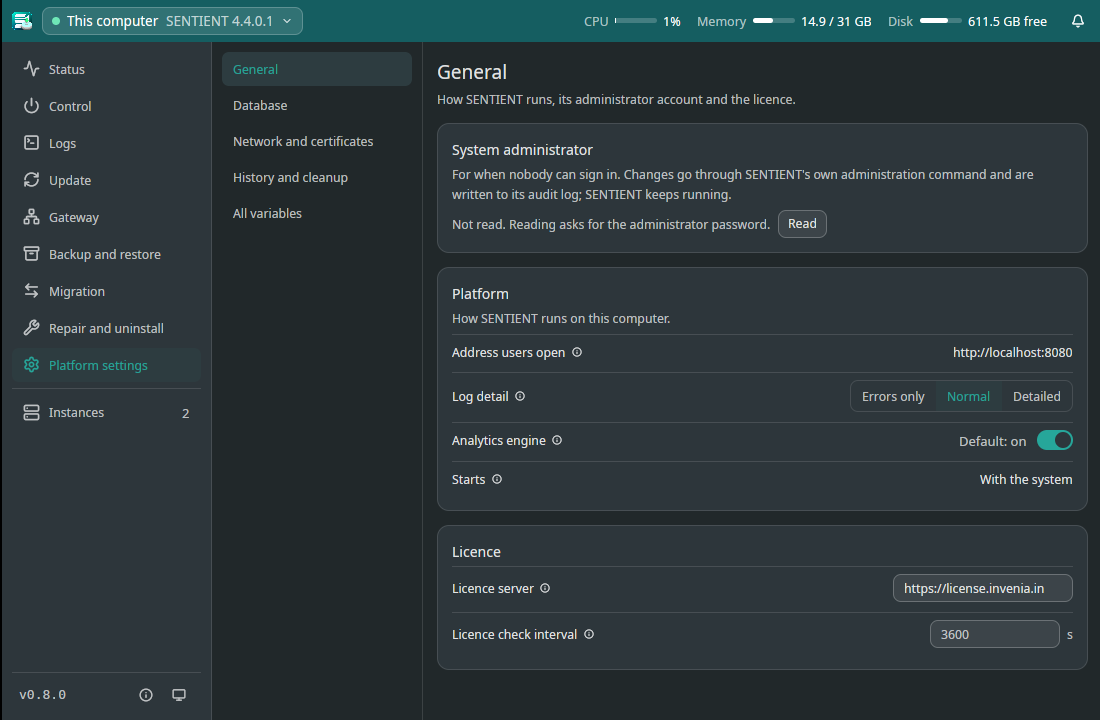 This computer SENTIENT 4.4.0.1
CPU 1% Memory 14.9 / 31 GB Disk 611.5 GB free
Status
Control
Logs
Update
Gateway
Backup and restore
Migration
Repair and uninstall
Platform settings
Instances 2
v0.8.0
General
Database
Network and certificates
History and cleanup
All variables
General
How SENTIENT runs, its administrator account and the licence.
System administrator
For when nobody can sign in. Changes go through SENTIENT's own administration command and are
written to its audit log; SENTIENT keeps running.
Not read. Reading asks for the administrator password. Read
Platform
How SENTIENT runs on this computer.
Address users open http://localhost:8080
Log detail Errors only Normal Detailed
Analytics engine Default: on
Starts With the system
Licence
Licence server https://license.invenia.in
Licence check interval 3600 s